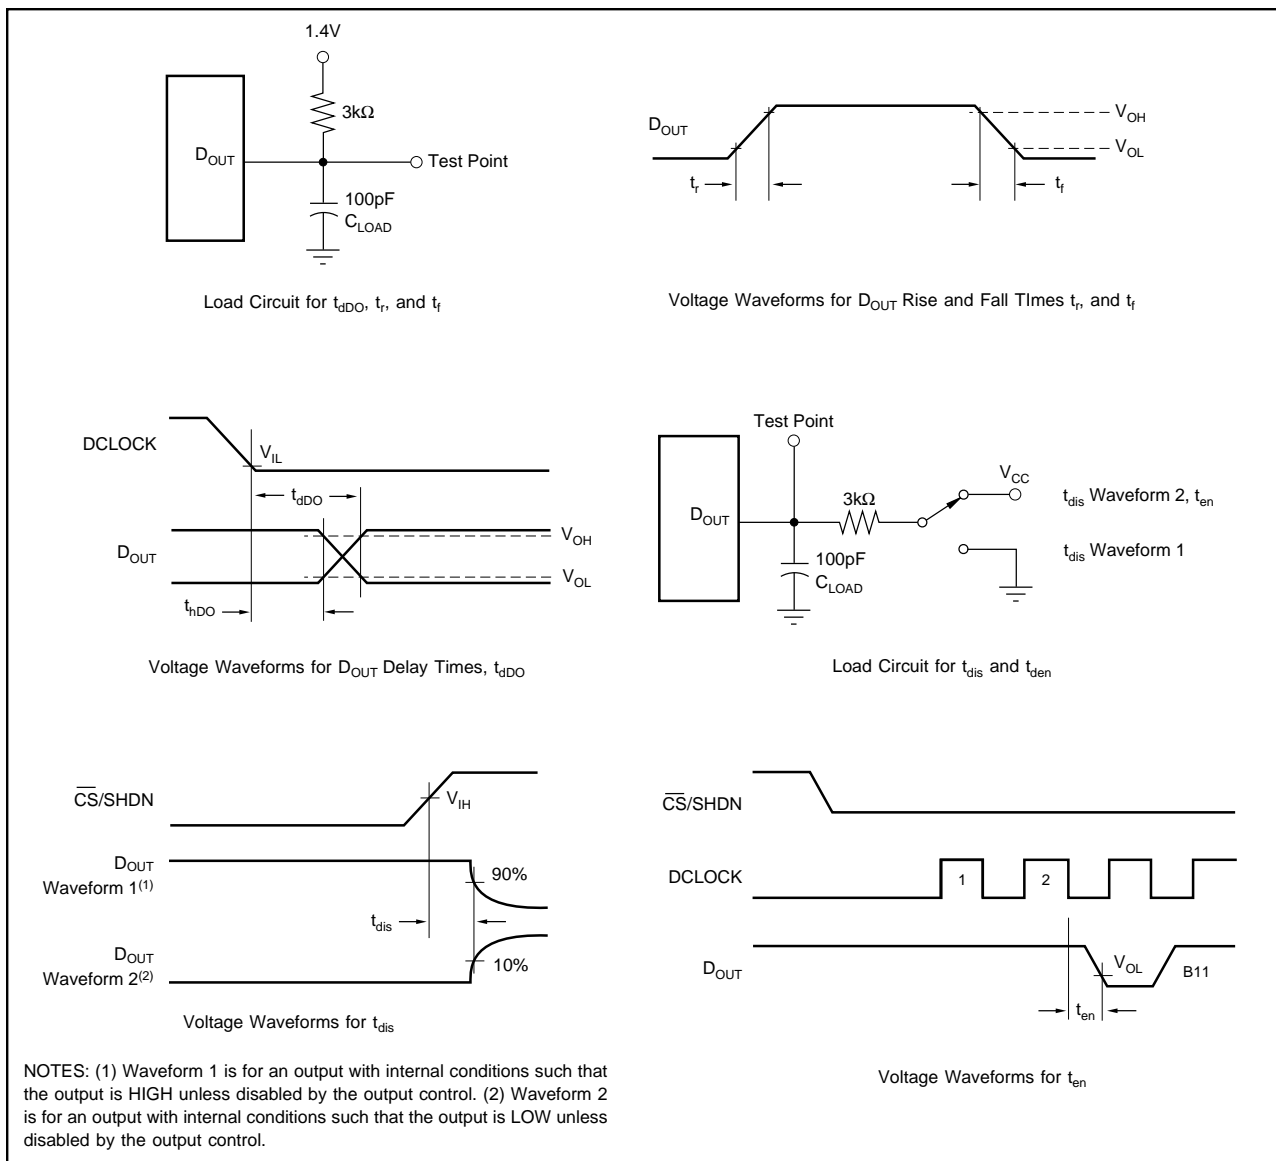 1.4V
3kΩ
D_OUT
Test Point
100pF
C_LOAD
Load Circuit for t_dDO, t_r, and t_f
D_OUT
V_OH
V_OL
t_r
t_f
Voltage Waveforms for D_OUT Rise and Fall TImes t_r, and t_f
DCLOCK
V_IL
t_dDO
D_OUT
V_OH
V_OL
t_hDO
Voltage Waveforms for D_OUT Delay Times, t_dDO
Test Point
V_CC
3kΩ
t_dis Waveform 2, t_en
D_OUT
t_dis Waveform 1
100pF
C_LOAD
Load Circuit for t_dis and t_den
CS/SHDN
V_IH
D_OUT
Waveform 1(1)
90%
t_dis
D_OUT
Waveform 2(2)
10%
Voltage Waveforms for t_dis
CS/SHDN
DCLOCK
1
2
D_OUT
V_OL
B11
t_en
Voltage Waveforms for t_en
NOTES: (1) Waveform 1 is for an output with internal conditions such that
the output is HIGH unless disabled by the output control. (2) Waveform 2
is for an output with internal conditions such that the output is LOW unless
disabled by the output control.